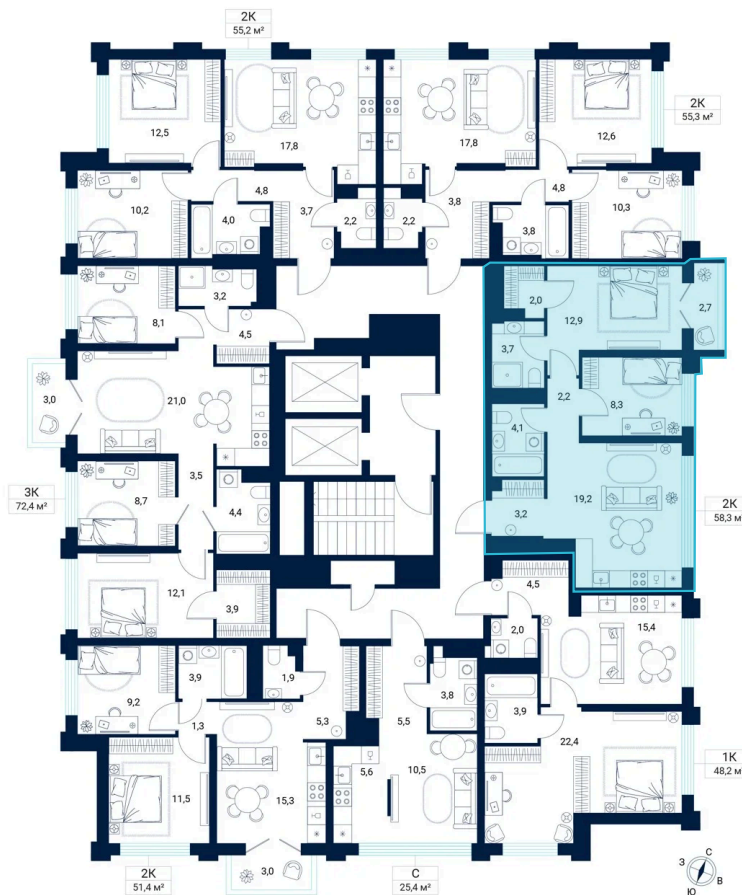 2К
55,2 м²
12,5
17,8
17,8
12,6
2К
55,3 м²
10,2
4,8
4,0
3,7
2,2
2,2
3,8
4,8
3,8
10,3
8,1
3,2
4,5
2,0
12,9
2,7
3,7
3,0
21,0
2,2
8,3
4,1
3К
72,4 м²
8,7
3,5
4,4
3,2
19,2
2К
58,3 м²
12,1
3,9
4,5
2,0
15,4
9,2
3,9
1,3
1,9
5,3
5,5
3,8
3,9
22,4
11,5
15,3
5,6
10,5
1К
48,2 м
2К
51,4 м²
3,0
С
25,4 м²
С
З
В
Ю